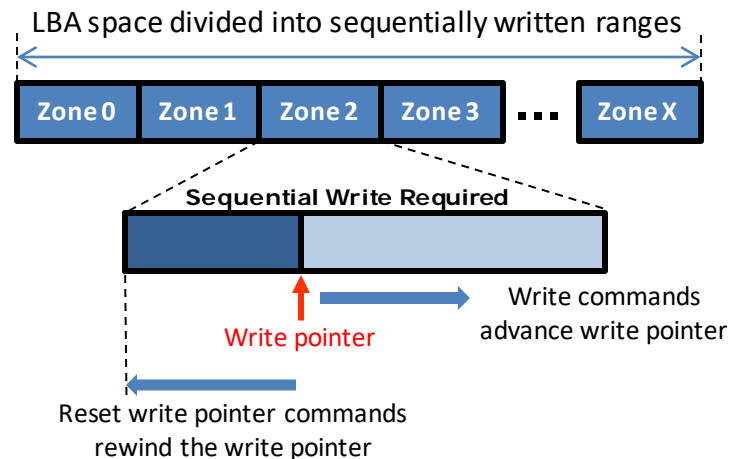 LBA space divided into sequentially written ranges
Zone 0 Zone 1 Zone 2 Zone 3 ... Zone X
Sequential Write Required
Write pointer
Write commands
advance write pointer
Reset write pointer commands
rewind the write pointer